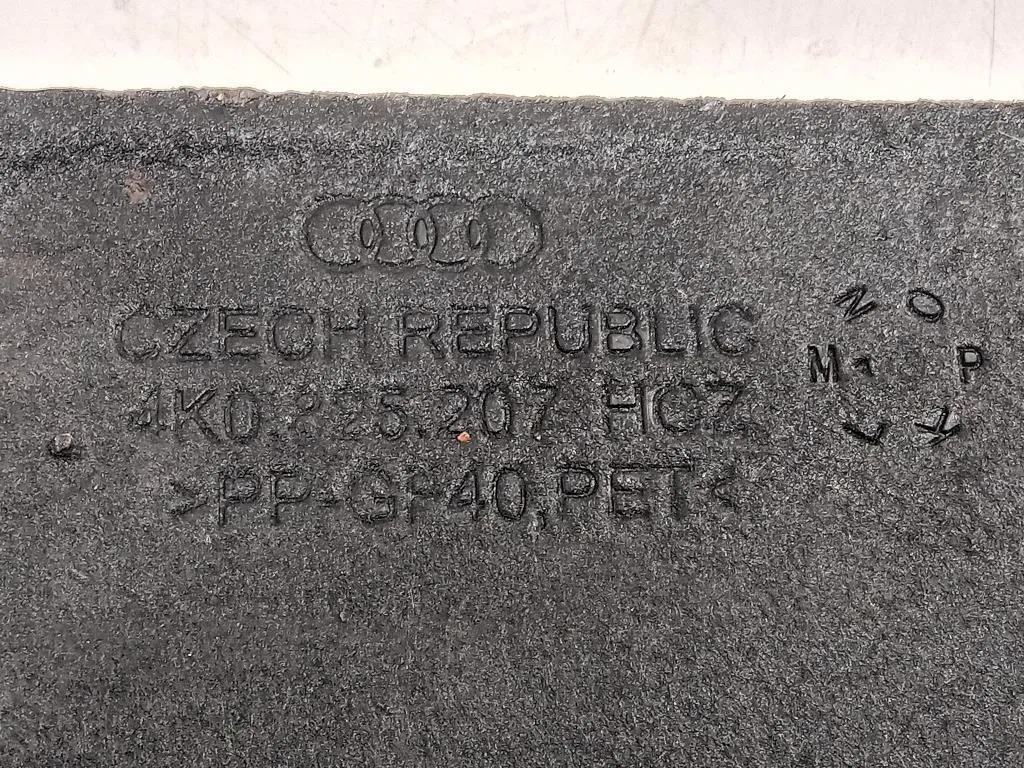 CZECH REPUBLIC
4K0.825.207 HCZ
>PP-GF40,PET<
N O
M P
L K